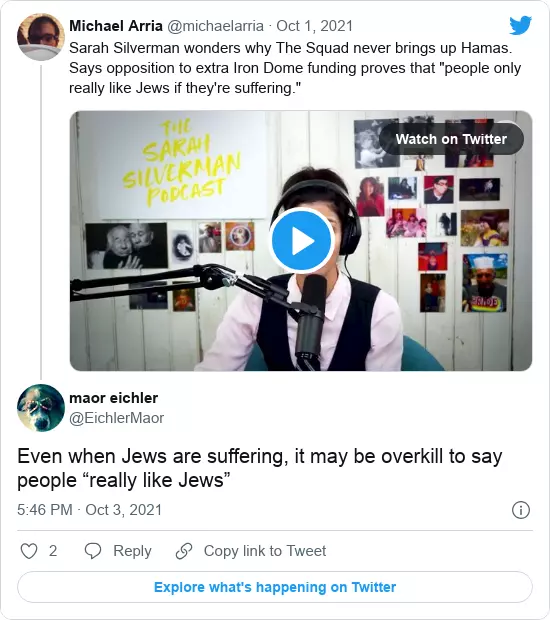 Michael Arria @michaelarria · Oct 1, 2021
Sarah Silverman wonders why The Squad never brings up Hamas.
Says opposition to extra Iron Dome funding proves that "people only
really like Jews if they're suffering."
Watch on Twitter
THE
SARAH
SILVERMAN
PODCAST
maor eichler
@EichlerMaor
Even when Jews are suffering, it may be overkill to say
people “really like Jews”
5:46 PM · Oct 3, 2021
2 Reply Copy link to Tweet
Explore what's happening on Twitter